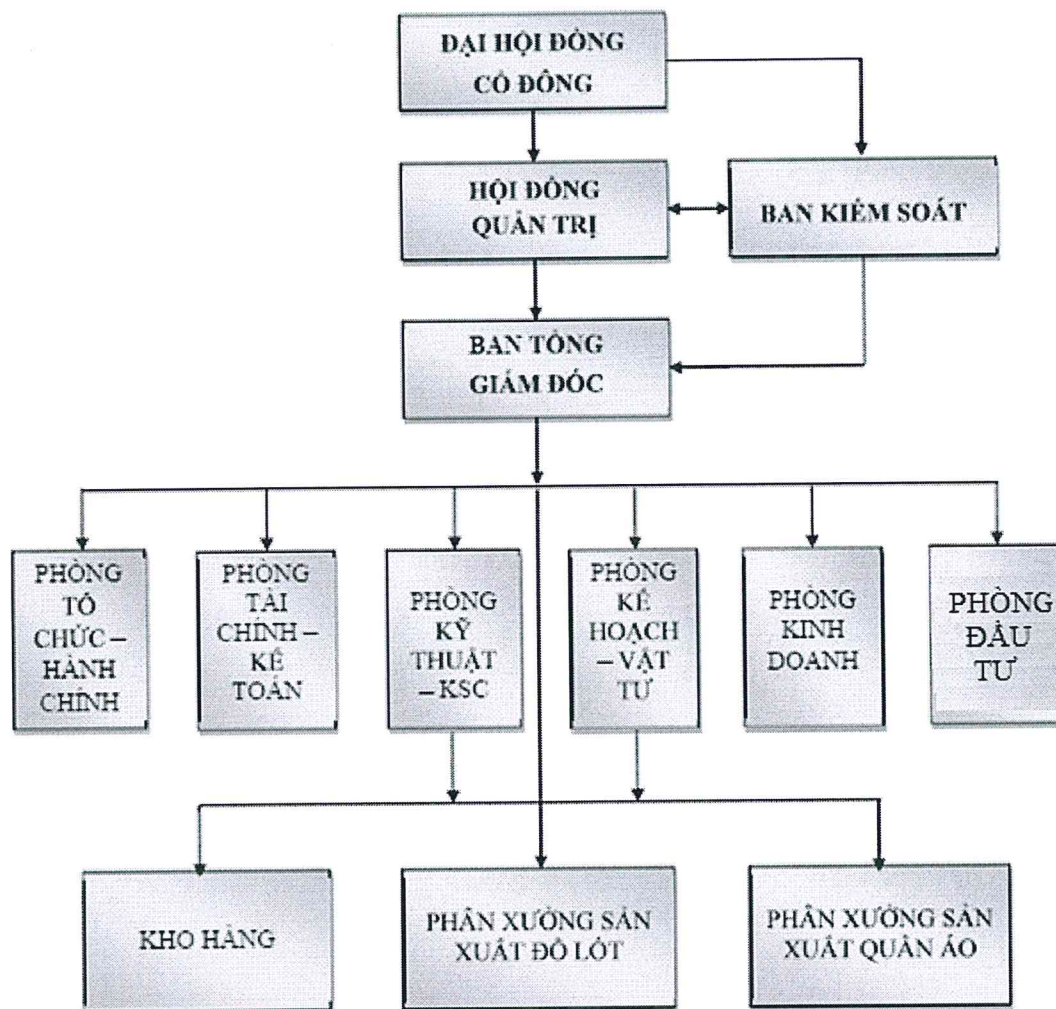 ĐẠI HỘI ĐỒNG
CỔ ĐÔNG
HỘI ĐỒNG
QUẢN TRỊ
BAN KIỂM SOÁT
BAN TỔNG
GIÁM ĐỐC
PHÒNG
TỔ
CHỨC –
HÀNH
CHÍNH
PHÒNG
TÀI
CHÍNH –
KẾ
TOÁN
PHÒNG
KỸ
THUẬT
– KSC
PHÒNG
KẾ
HOẠCH
– VẬT
TƯ
PHÒNG
KINH
DOANH
PHÒNG
ĐẦU
TƯ
KHO HÀNG
PHÂN XƯỞNG SẢN
XUẤT ĐỒ LÓT
PHÂN XƯỞNG SẢN
XUẤT QUẦN ÁO